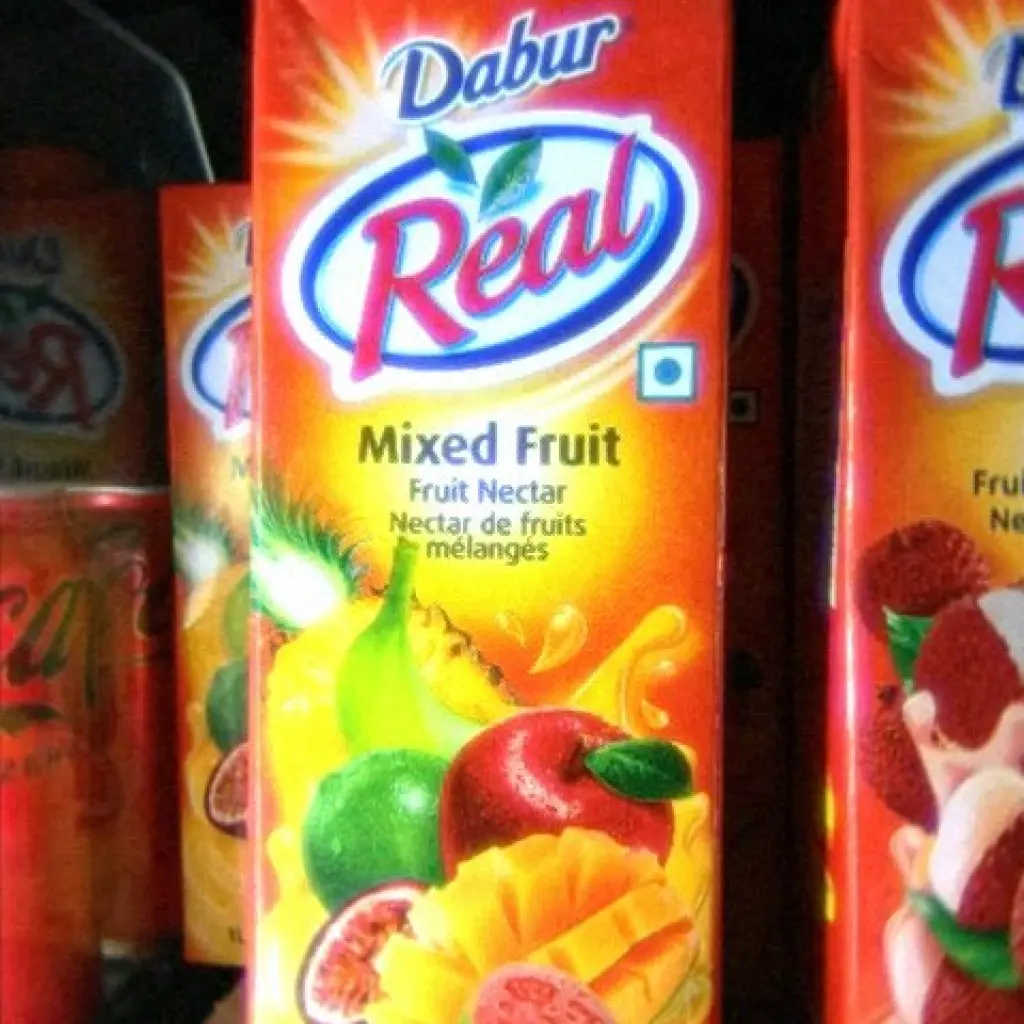 Dabur
Real
Mixed Fruit
Fruit Nectar
Nectar de fruits
mélangés